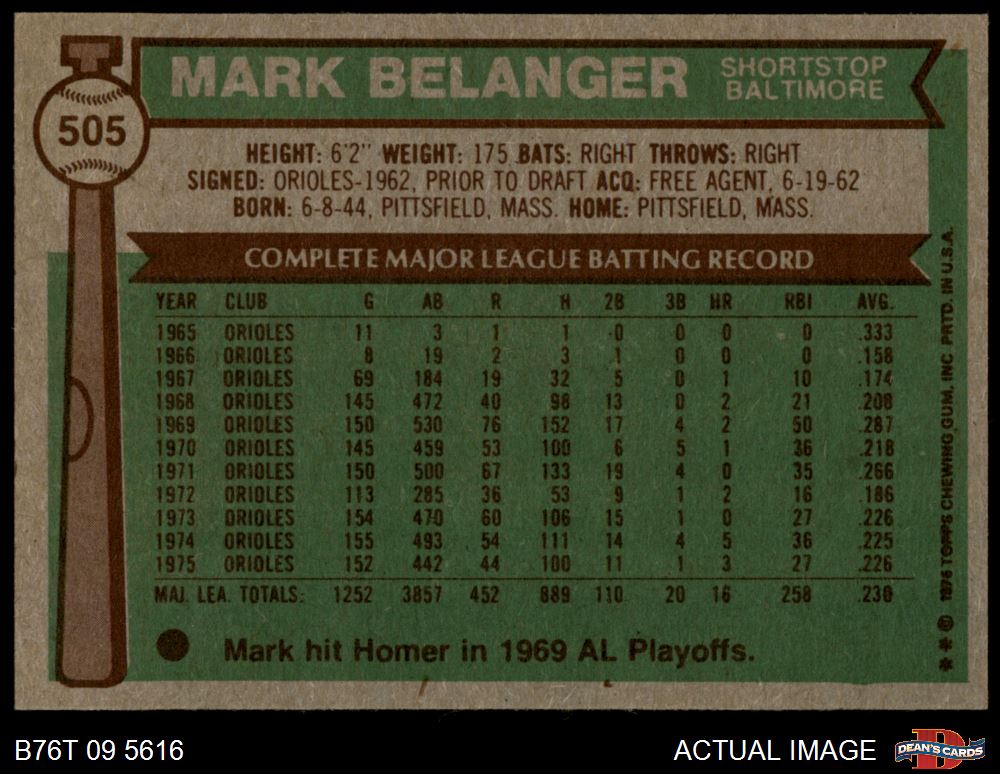 MARK BELANGER
SHORTSTOP
BALTIMORE
505
HEIGHT: 6'2" WEIGHT: 175 BATS: RIGHT THROWS: RIGHT
SIGNED: ORIOLES-1962, PRIOR TO DRAFT ACQ: FREE AGENT, 6-19-62
BORN: 6-8-44, PITTSFIELD, MASS. HOME: PITTSFIELD, MASS.
COMPLETE MAJOR LEAGUE BATTING RECORD
YEAR CLUB G AB R H 2B 3B HR RBI AVG.
1965 ORIOLES 11 3 1 1 0 0 0 0 .333
1966 ORIOLES 8 19 2 3 1 0 0 0 .158
1967 ORIOLES 69 184 19 32 5 0 1 10 .174
1968 ORIOLES 145 472 40 98 13 0 2 21 .208
1969 ORIOLES 150 530 76 152 17 4 2 50 .287
1970 ORIOLES 145 459 53 100 6 5 1 36 .218
1971 ORIOLES 150 500 67 133 19 4 0 35 .266
1972 ORIOLES 113 285 36 53 9 1 2 16 .186
1973 ORIOLES 154 470 60 106 15 1 0 27 .226
1974 ORIOLES 155 493 54 111 14 4 5 36 .225
1975 ORIOLES 152 442 44 100 11 1 3 27 .226
MAJ. LEA. TOTALS: 1252 3857 452 889 110 20 16 258 .230
Mark hit Homer in 1969 AL Playoffs.
** © 1976 TOPPS CHEWING GUM, INC PRTD. IN U.S.A.
B76T 09 5616
ACTUAL IMAGE
DEAN'S CARDS